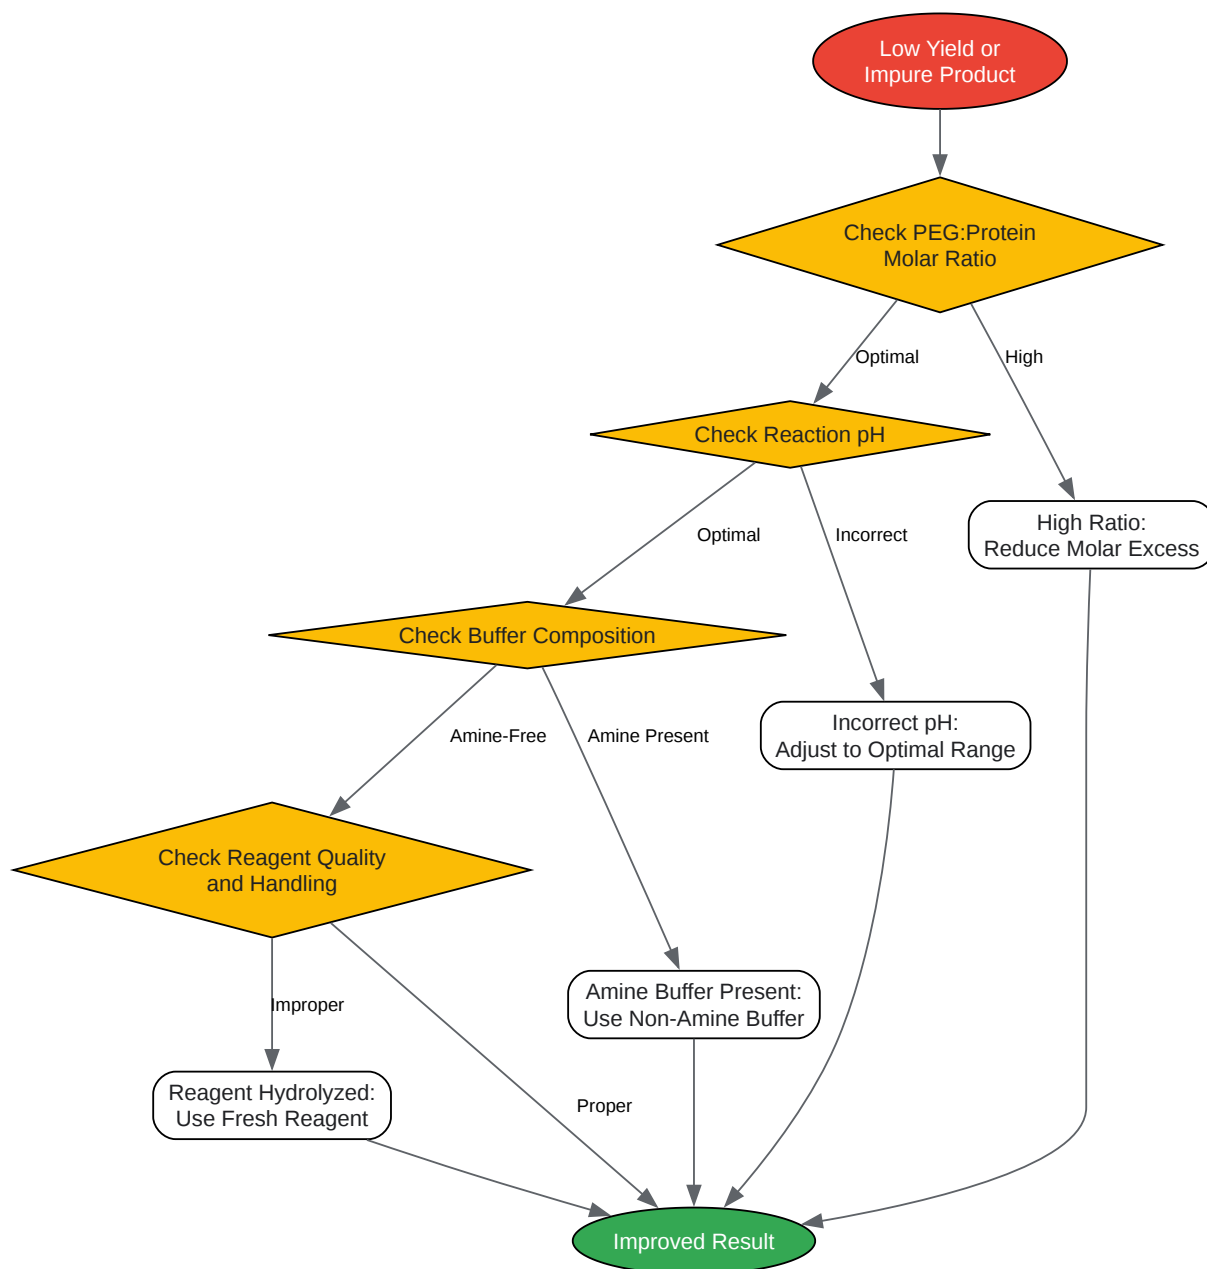 Low Yield or
Impure Product
Check PEG:Protein
Molar Ratio
Optimal
High
Check Reaction pH
Optimal
Incorrect
High Ratio:
Reduce Molar Excess
Check Buffer Composition
Amine-Free
Amine Present
Incorrect pH:
Adjust to Optimal Range
Check Reagent Quality
and Handling
Improper
Amine Buffer Present:
Use Non-Amine Buffer
Reagent Hydrolyzed:
Use Fresh Reagent
Proper
Improved Result